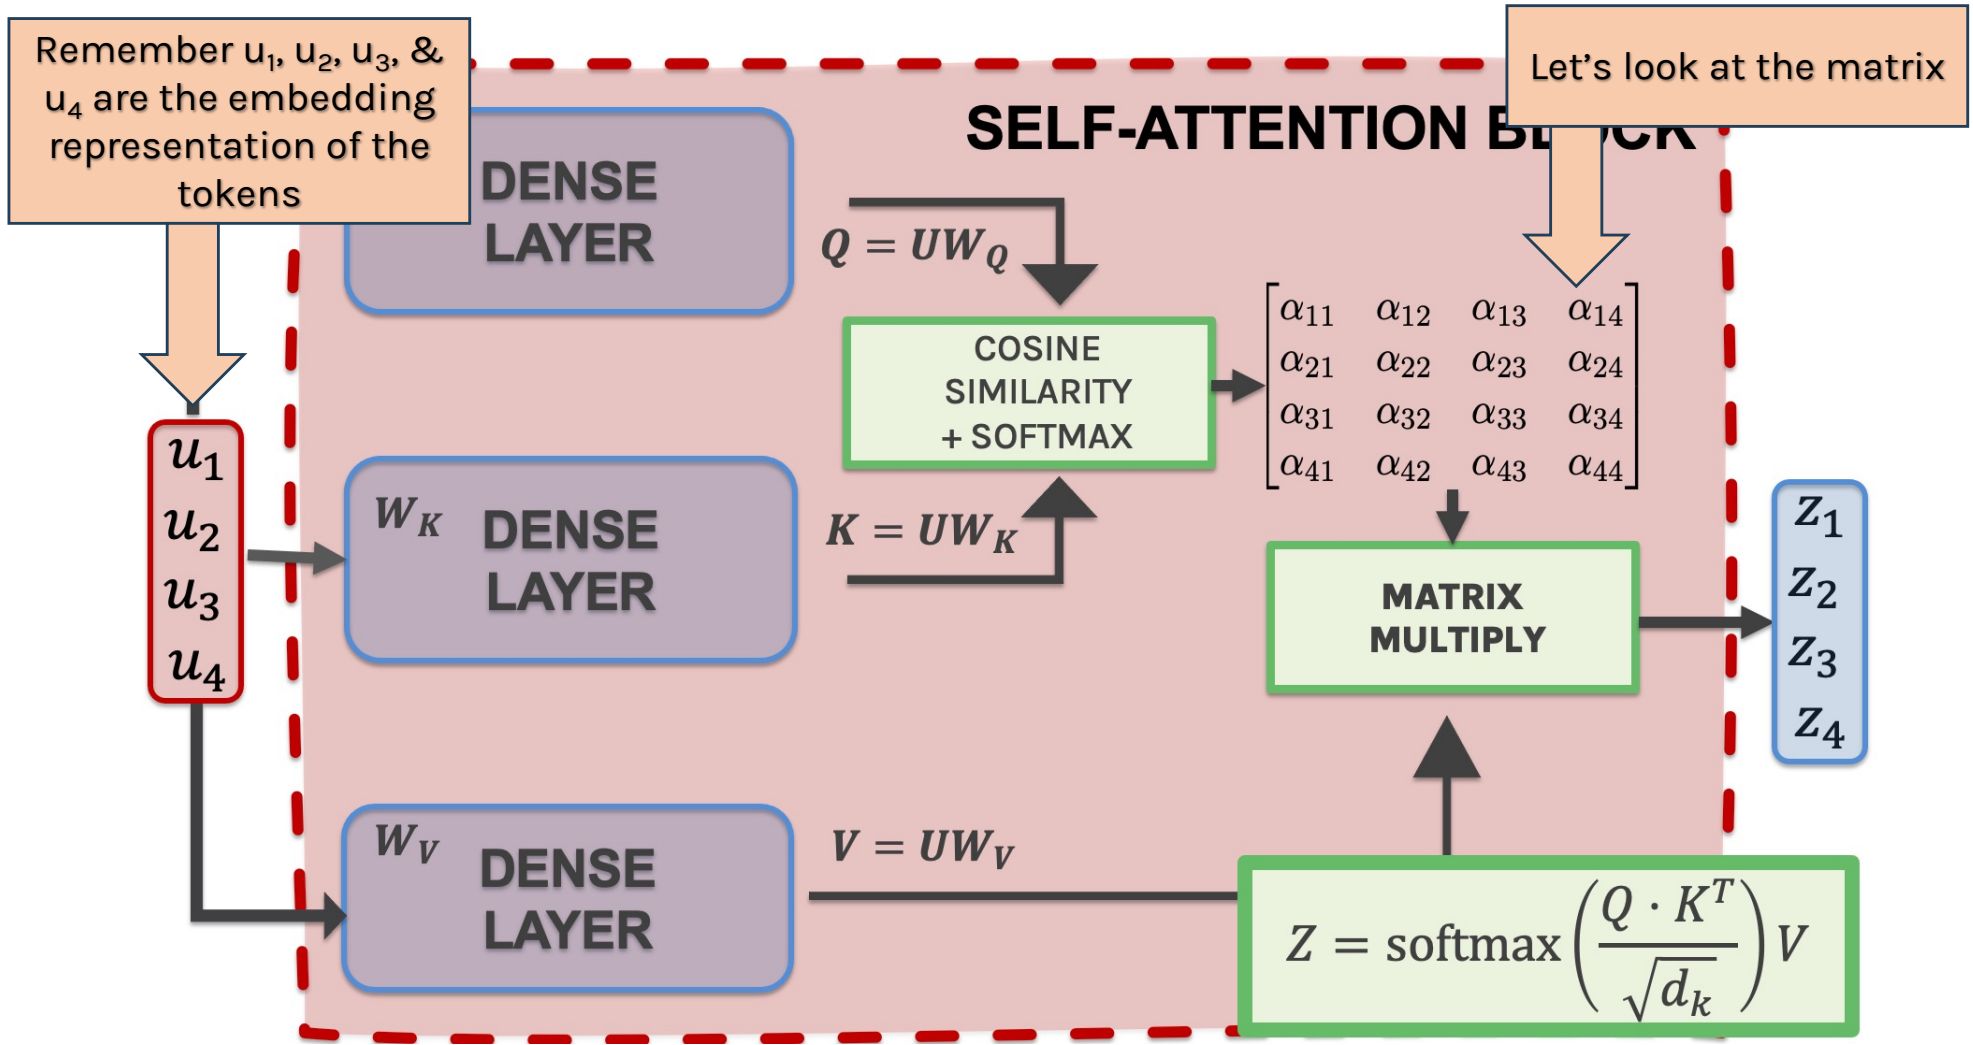 Remember u₁, u₂, u₃, &
u₄ are the embedding
representation of the
tokens
Let's look at the matrix
SELF-ATTENTION B CK
DENSE
LAYER
Q = UW_Q
COSINE
SIMILARITY
+ SOFTMAX
α₁₁ α₁₂ α₁₃ α₁₄
α₂₁ α₂₂ α₂₃ α₂₄
α₃₁ α₃₂ α₃₃ α₃₄
α₄₁ α₄₂ α₄₃ α₄₄
u₁
u₂
u₃
u₄
W_K
DENSE
LAYER
K = UW_K
MATRIX
MULTIPLY
z₁
z₂
z₃
z₄
W_V
DENSE
LAYER
V = UW_V
Z = softmax(Q · Kᵀ / √d_k) V